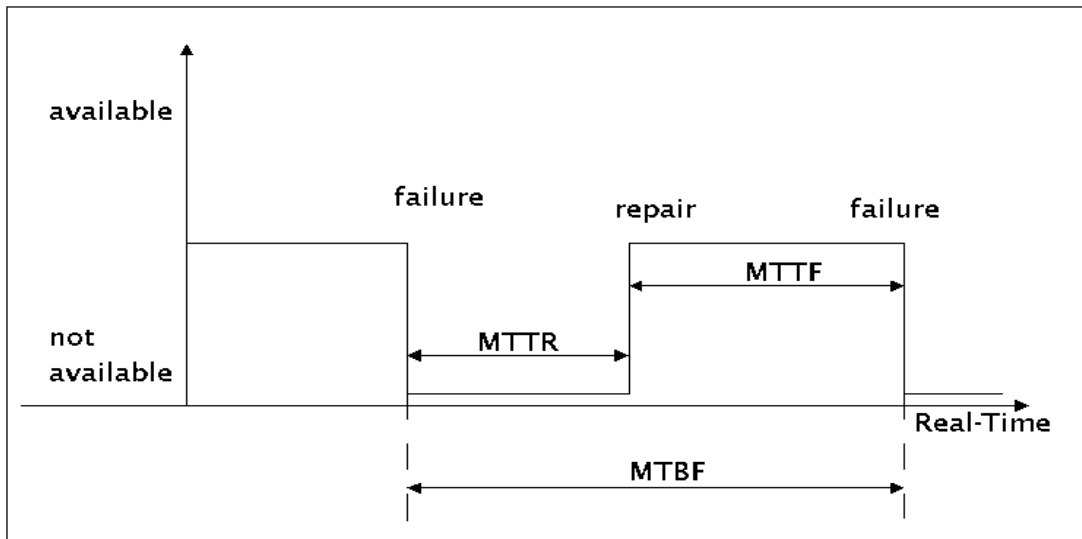 available
failure
repair
failure
MTTF
not
available
MTTR
Real-Time
MTBF